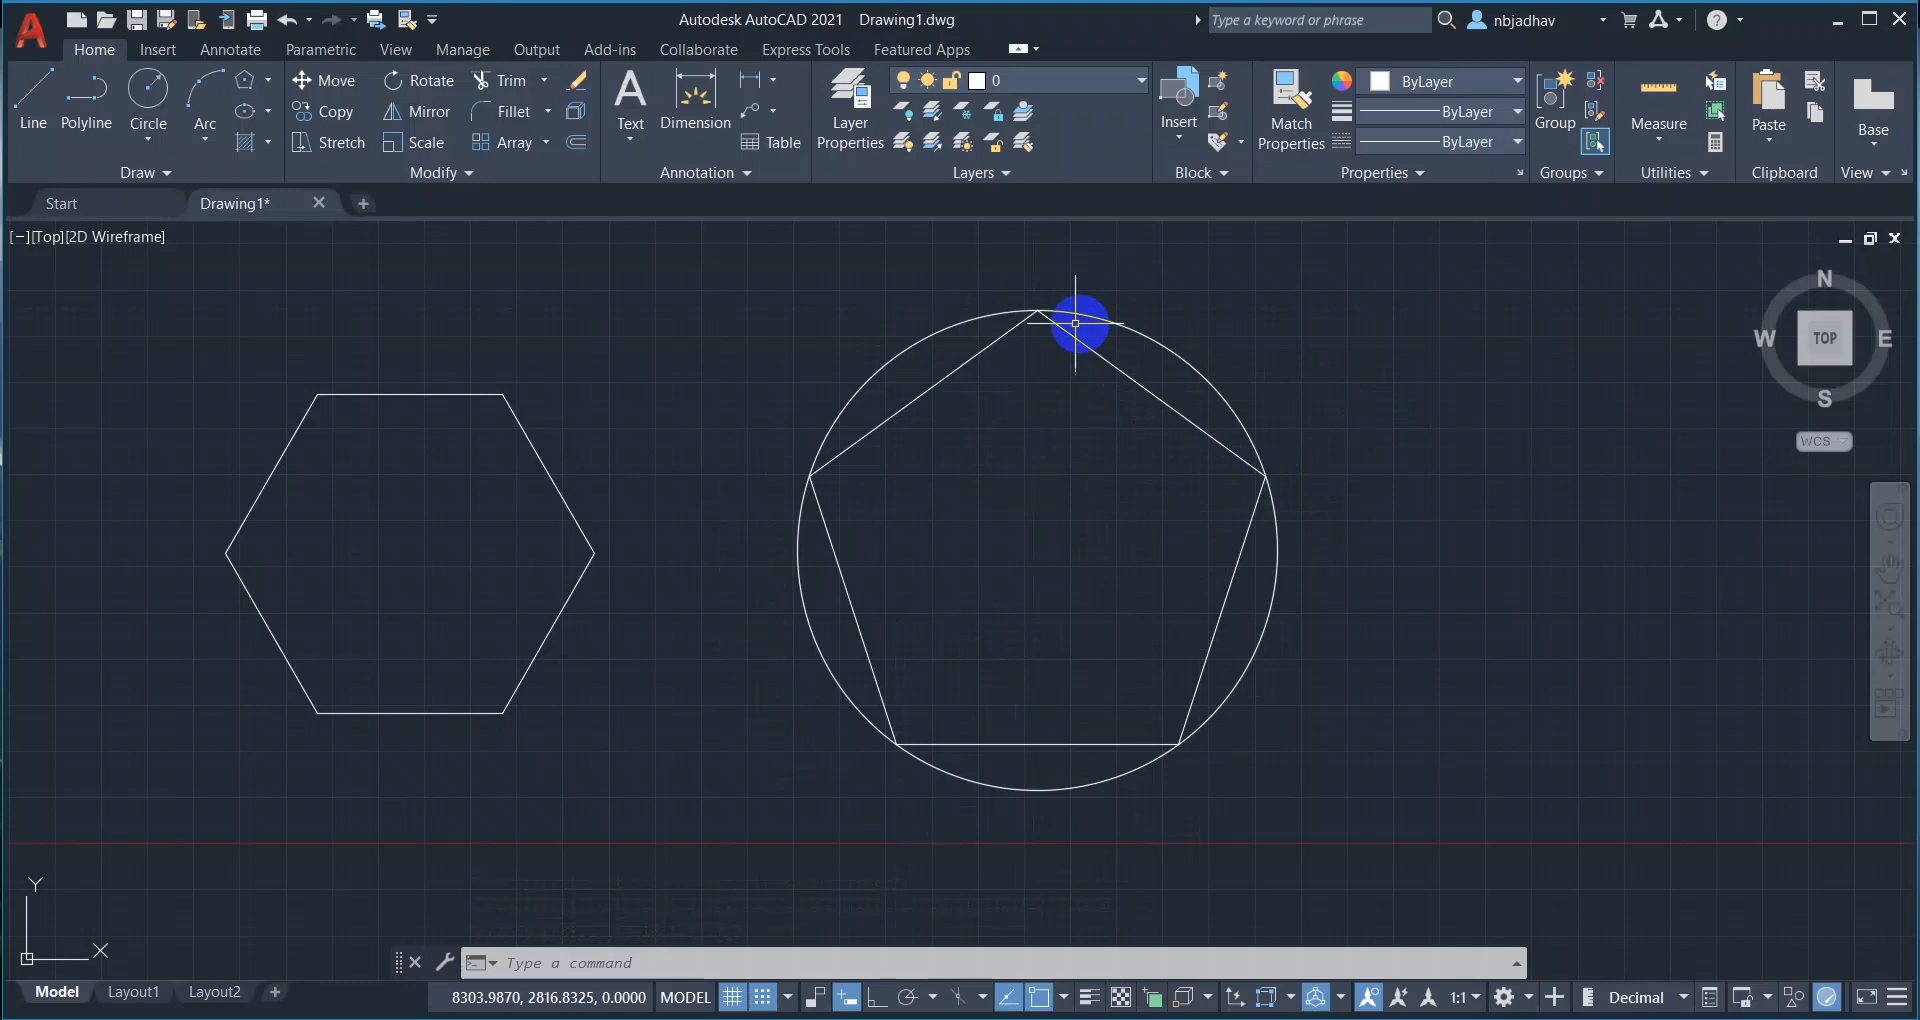 Autodesk AutoCAD 2021 Drawing1.dwg Type a keyword or phrase nbjadhav
Home Insert Annotate Parametric View Manage Output Add-ins Collaborate Express Tools Featured Apps
Line Polyline Circle Arc
Move Rotate Trim
Copy Mirror Fillet
Stretch Scale Array
Text Dimension Table
Layer Properties
0
Insert
Match Properties
ByLayer
ByLayer
ByLayer
Group
Measure
Paste
Base
Draw Modify Annotation Layers Block Properties Groups Utilities Clipboard View
Start Drawing1*
[−][Top][2D Wireframe]
N
W TOP E
S
WCS
Y
X
Type a command
Model Layout1 Layout2 8303.9870, 2816.8325, 0.0000 MODEL 1:1 Decimal